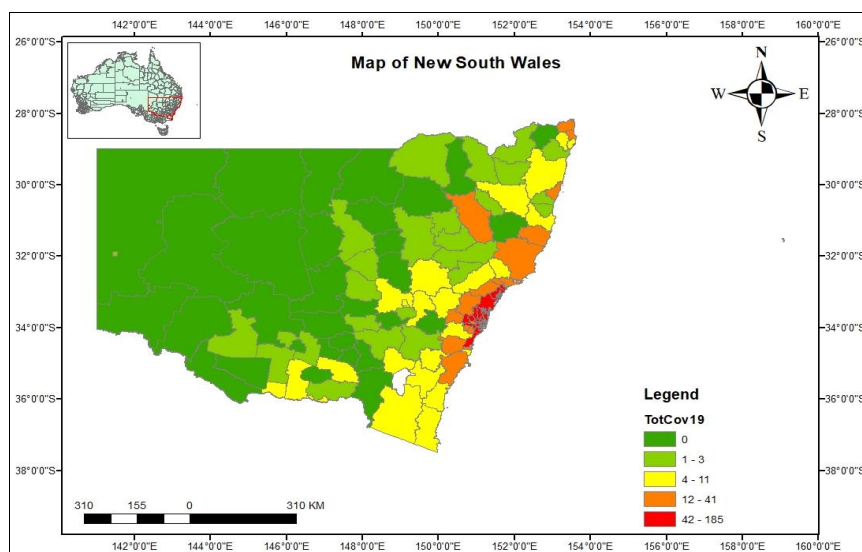 142°0'0"E 144°0'0"E 146°0'0"E 148°0'0"E 150°0'0"E 152°0'0"E 154°0'0"E 156°0'0"E 158°0'0"E 160°0'0"E
26°0'0"S
28°0'0"S
30°0'0"S
32°0'0"S
34°0'0"S
36°0'0"S
38°0'0"S
Map of New South Wales
N
W E
S
26°0'0"S
28°0'0"S
30°0'0"S
32°0'0"S
34°0'0"S
36°0'0"S
38°0'0"S
Legend
TotCov19
0
1 - 3
4 - 11
12 - 41
42 - 185
310 155 0 310 KM
142°0'0"E 144°0'0"E 146°0'0"E 148°0'0"E 150°0'0"E 152°0'0"E 154°0'0"E 156°0'0"E 158°0'0"E 160°0'0"E